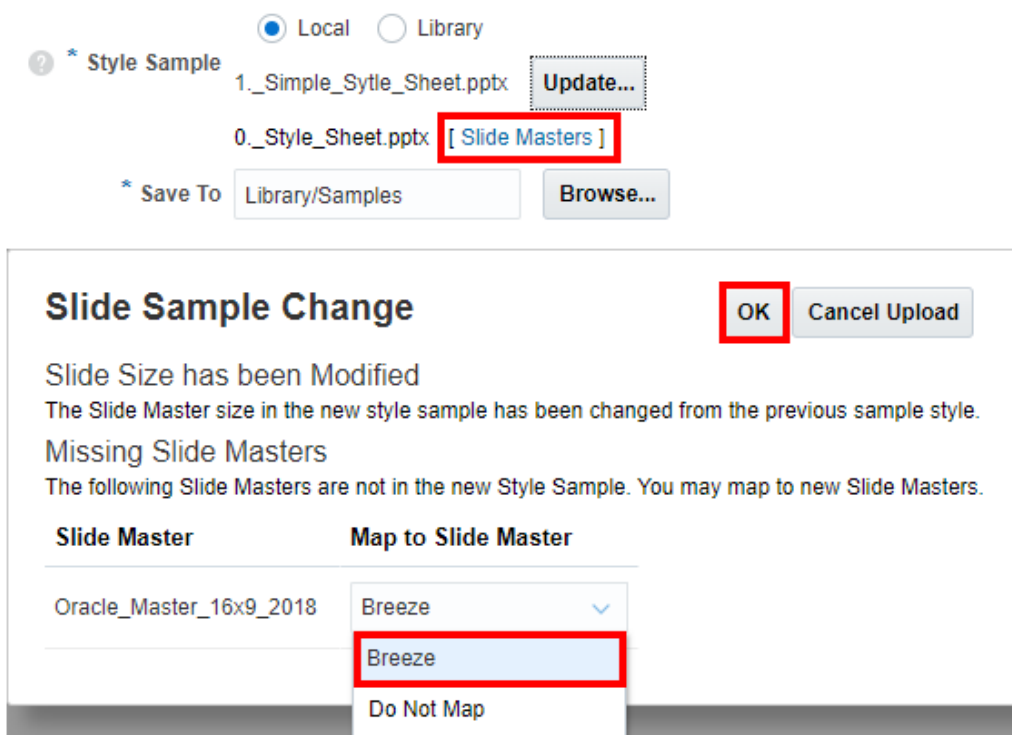 Local Library
? * Style Sample
1._Simple_Sytle_Sheet.pptx Update...
0._Style_Sheet.pptx [ Slide Masters ]
* Save To Library/Samples Browse...
Slide Sample Change OK Cancel Upload
Slide Size has been Modified
The Slide Master size in the new style sample has been changed from the previous sample style.
Missing Slide Masters
The following Slide Masters are not in the new Style Sample. You may map to new Slide Masters.
Slide Master Map to Slide Master
Oracle_Master_16x9_2018 Breeze
Breeze
Do Not Map